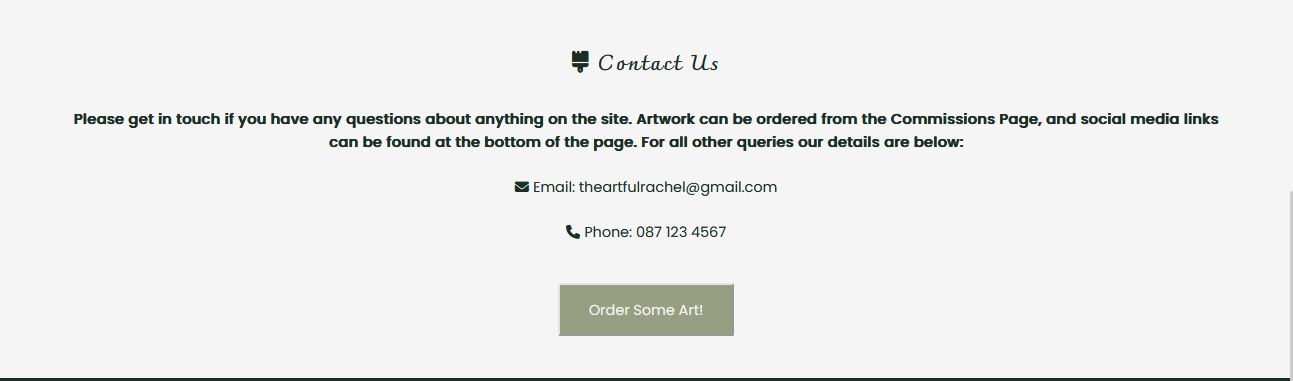 Contact Us
Please get in touch if you have any questions about anything on the site. Artwork can be ordered from the Commissions Page, and social media links
can be found at the bottom of the page. For all other queries our details are below:
Email: theartfulrachel@gmail.com
Phone: 087 123 4567
Order Some Art!